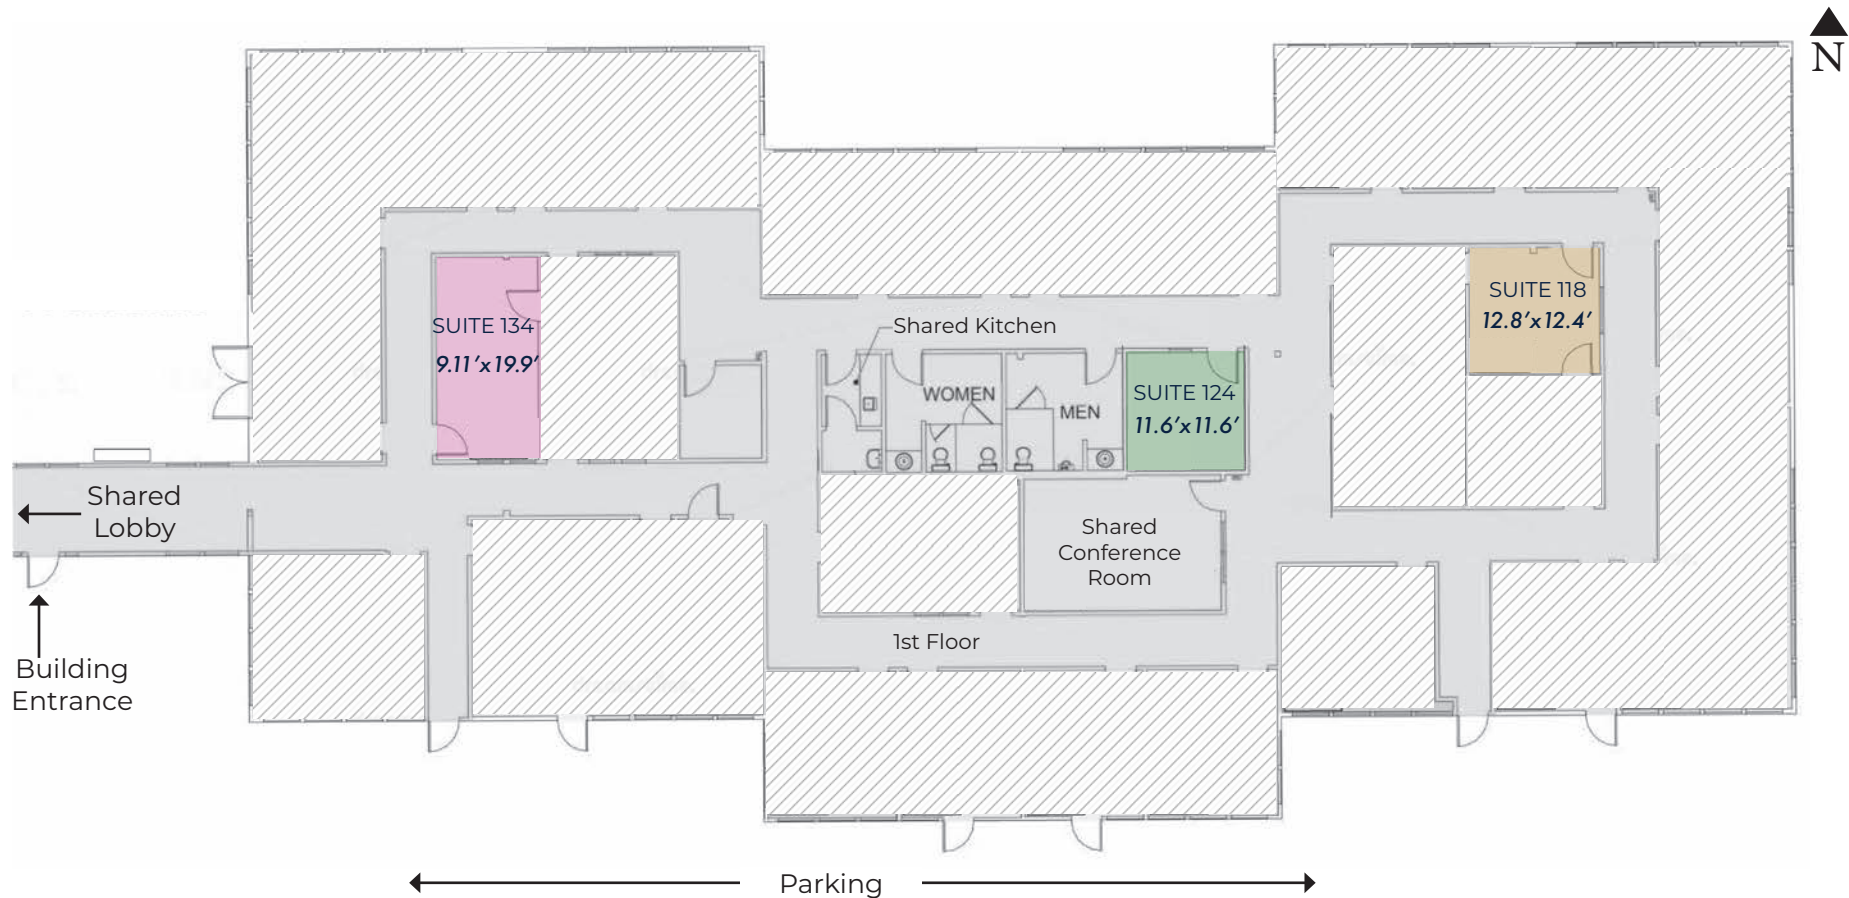 N
SUITE 134
9.11'x19.9'
Shared Kitchen
WOMEN
MEN
SUITE 124
11.6'x11.6'
SUITE 118
12.8'x12.4'
Shared
Lobby
Shared
Conference
Room
1st Floor
Building
Entrance
Parking